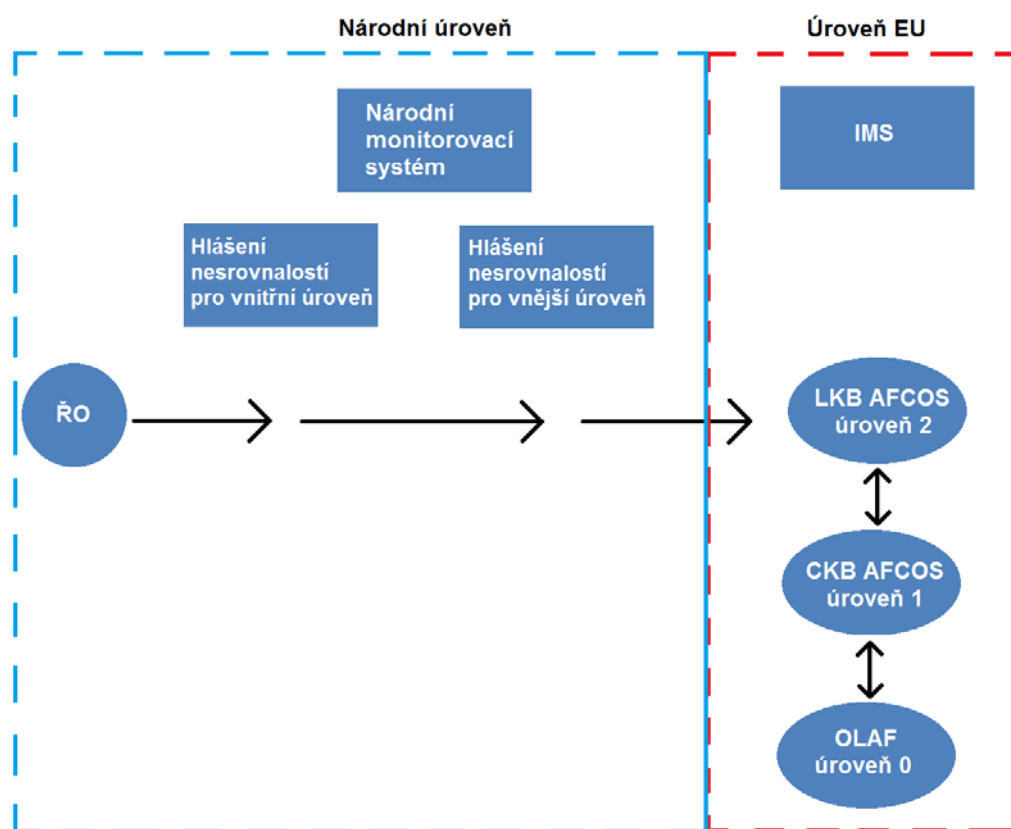 Národní úroveň
Úroveň EU
Národní
monitorovací
systém
IMS
Hlášení
nesrovnalostí
pro vnitřní úroveň
Hlášení
nesrovnalostí
pro vnější úroveň
ŘO
LKB AFCOS
úroveň 2
CKB AFCOS
úroveň 1
OLAF
úroveň 0